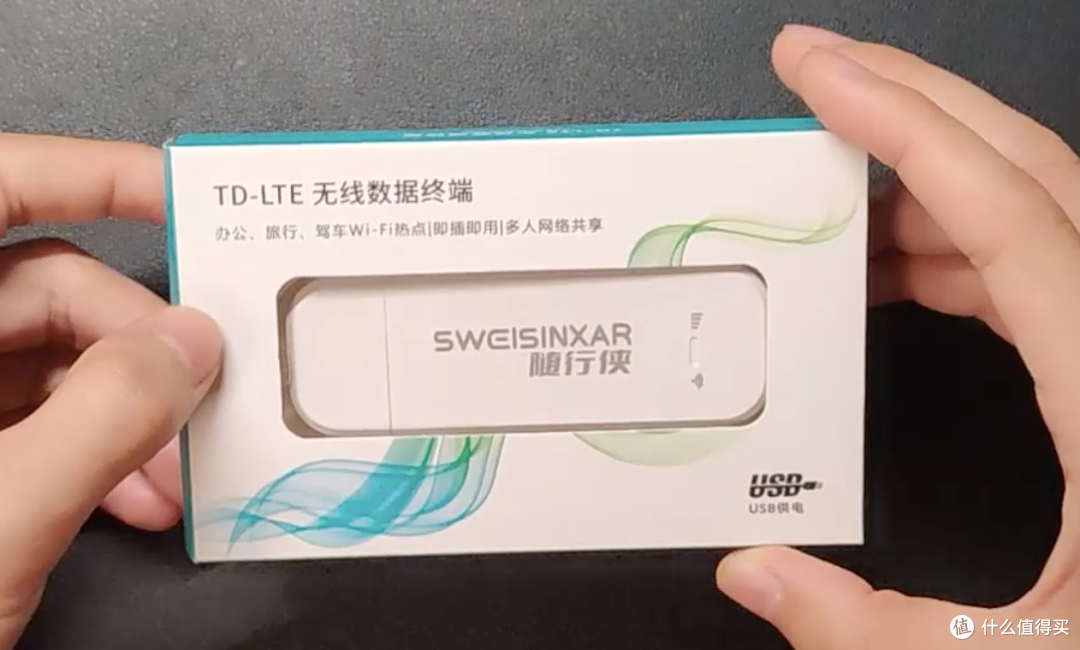 TD-LTE 无线数据终端
办公、旅行、驾车Wi-Fi热点|即插即用|多人网络共享
SWEISINXAR
随行侠
USB
USB供电
值 什么值得买